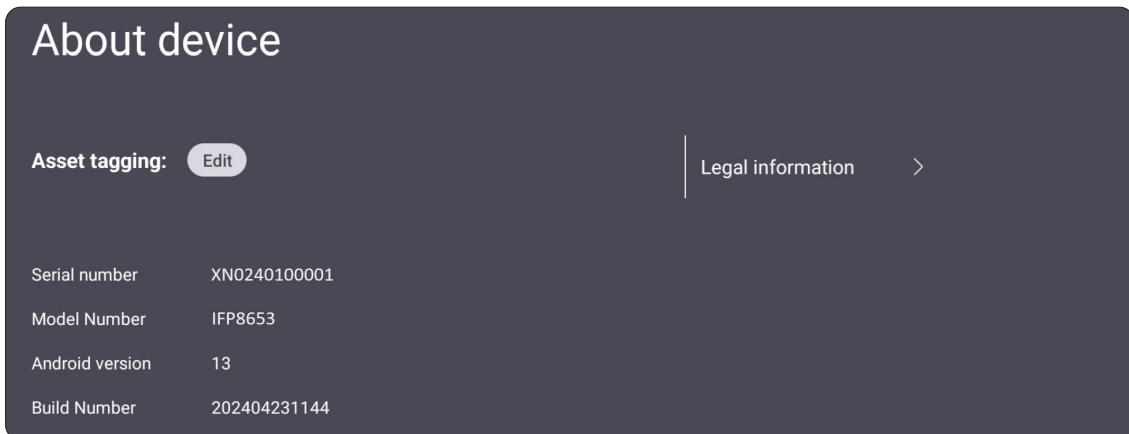 About device
Asset tagging: Edit
Legal information
Serial number XN0240100001
Model Number IFP8653
Android version 13
Build Number 202404231144